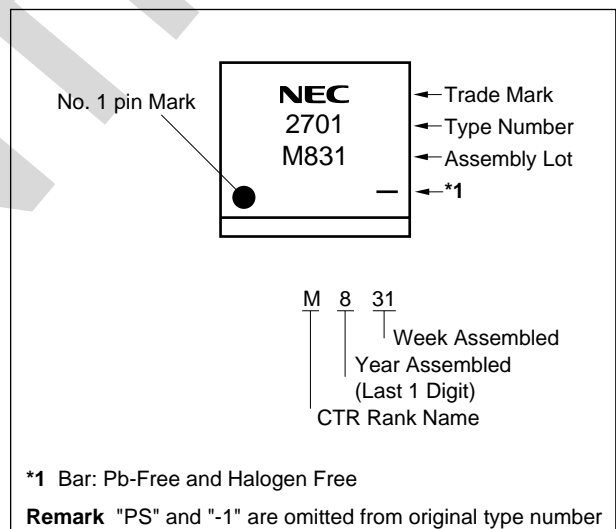 No. 1 pin Mark
NEC
2701
M831
Trade Mark
Type Number
Assembly Lot
*1
M 8 31
Week Assembled
Year Assembled
(Last 1 Digit)
CTR Rank Name
*1 Bar: Pb-Free and Halogen Free
Remark "PS" and "-1" are omitted from original type number